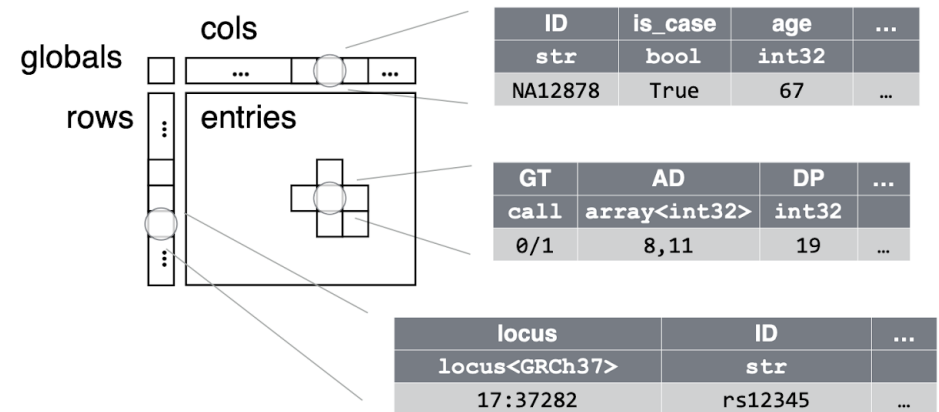 cols
globals
... ...
rows
entries
...
...
ID is_case age ...
str bool int32
NA12878 True 67 ...
GT AD DP ...
call array<int32> int32
0/1 8,11 19 ...
locus ID ...
locus<GRCh37> str
17:37282 rs12345 ...